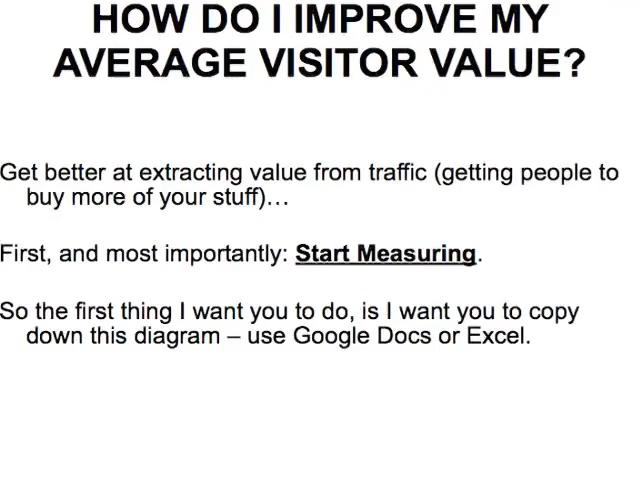 HOW DO I IMPROVE MY
AVERAGE VISITOR VALUE?
Get better at extracting value from traffic (getting people to
buy more of your stuff)…
First, and most importantly: Start Measuring.
So the first thing I want you to do, is I want you to copy
down this diagram – use Google Docs or Excel.